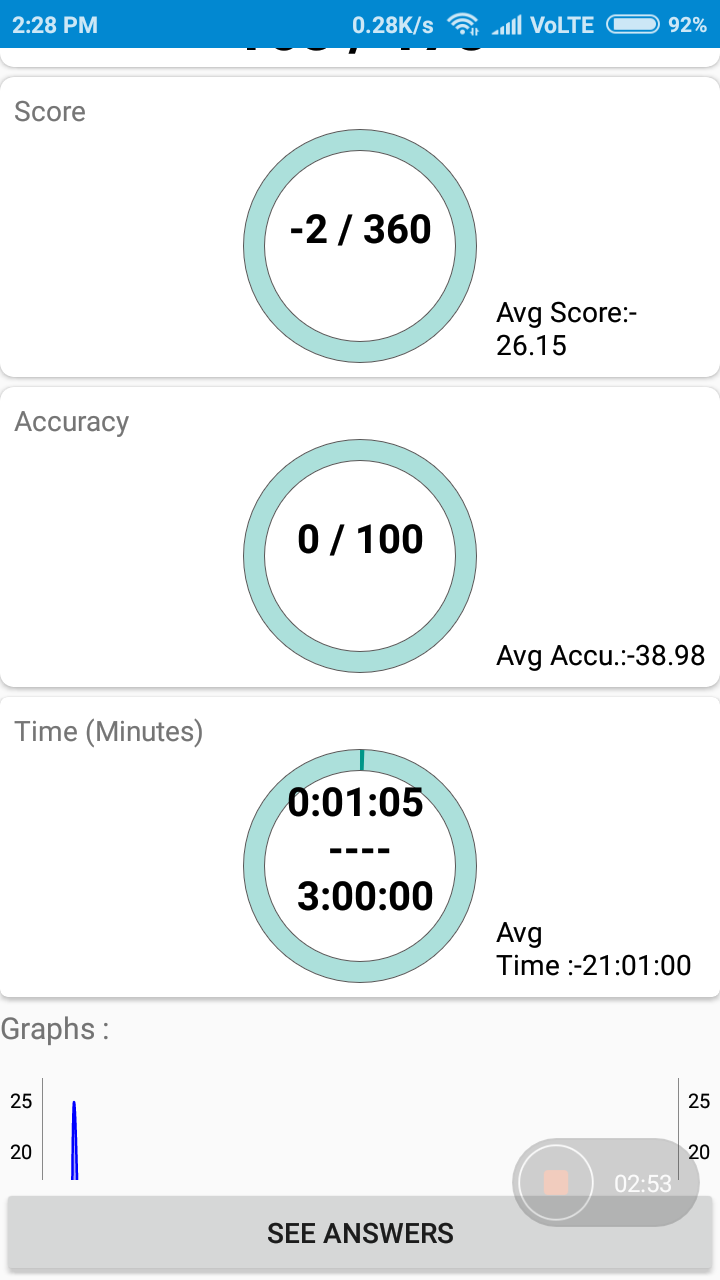 2:28 PM 0.28K/s VoLTE 92%
Score
-2 / 360
Avg Score:-
26.15
Accuracy
0 / 100
Avg Accu.:-38.98
Time (Minutes)
0:01:05
----
3:00:00
Avg
Time :-21:01:00
Graphs :
25 25
20 20
02:53
SEE ANSWERS